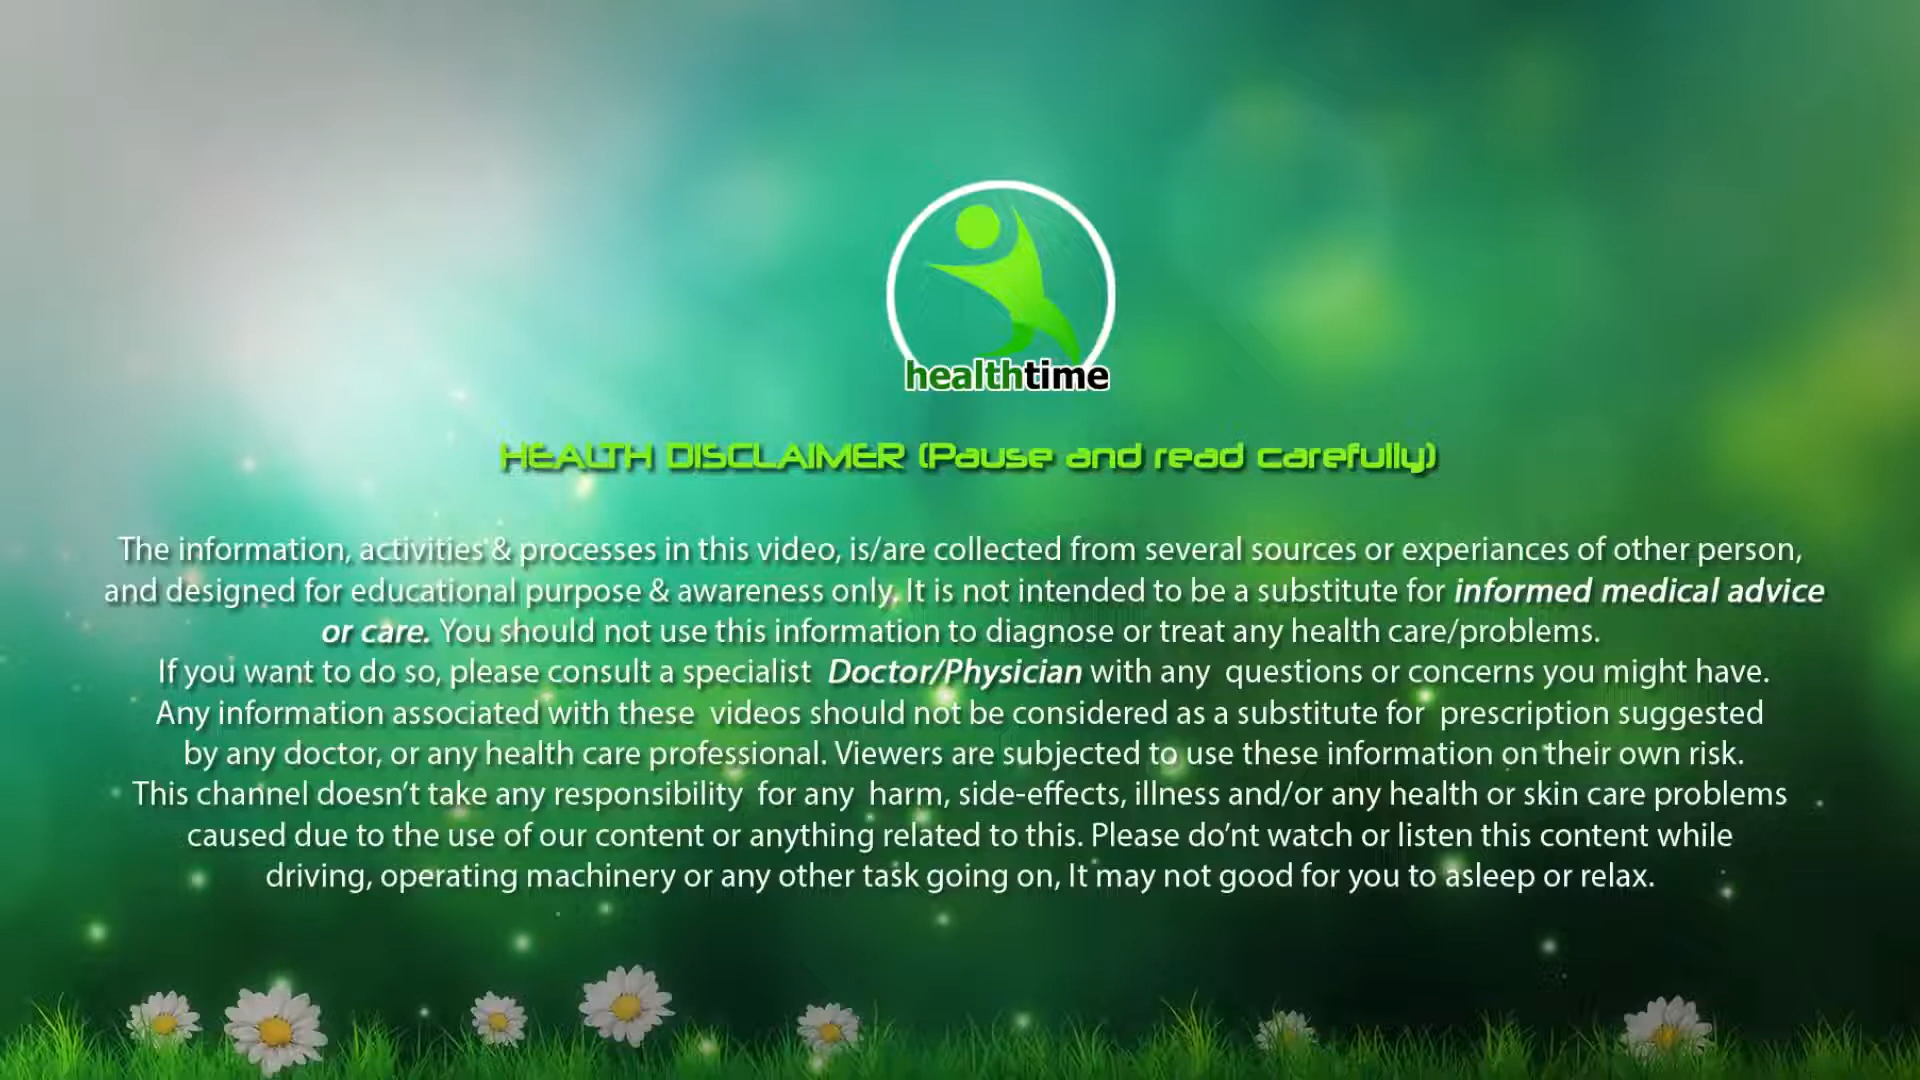 healthtime
HEALTH DISCLAIMER (Pause and read carefully)
The information, activities & processes in this video, is/are collected from several sources or experiances of other person,
and designed for educational purpose & awareness only. It is not intended to be a substitute for informed medical advice
or care. You should not use this information to diagnose or treat any health care/problems.
If you want to do so, please consult a specialist Doctor/Physician with any questions or concerns you might have.
Any information associated with these videos should not be considered as a substitute for prescription suggested
by any doctor, or any health care professional. Viewers are subjected to use these information on their own risk.
This channel doesn't take any responsibility for any harm, side-effects, illness and/or any health or skin care problems
caused due to the use of our content or anything related to this. Please do'nt watch or listen this content while
driving, operating machinery or any other task going on, It may not good for you to asleep or relax.